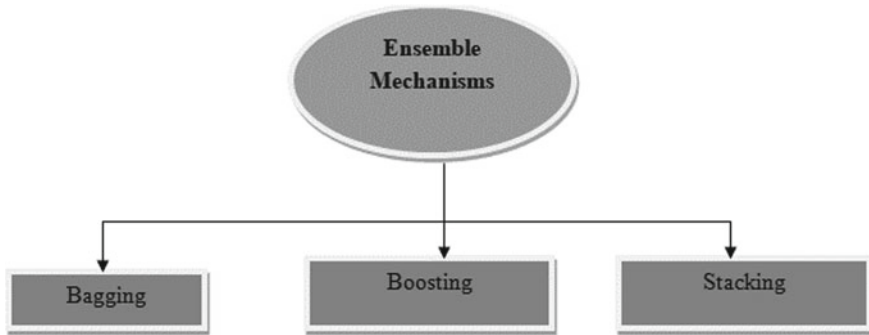 Ensemble
Mechanisms
Bagging
Boosting
Stacking